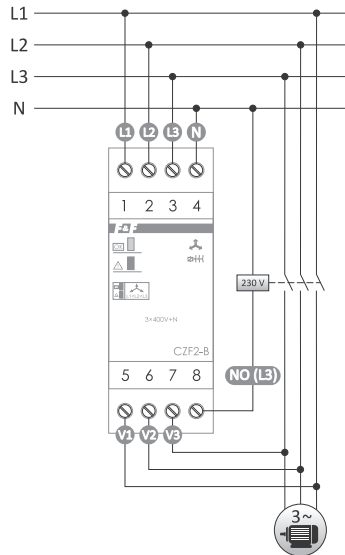 L1
L2
L3
N
L1 L2 L3 N
1 2 3 4
F&F
OK
230 V
3×400V+N
CZF2-B
5 6 7 8
NO (L3)
V1 V2 V3
3~